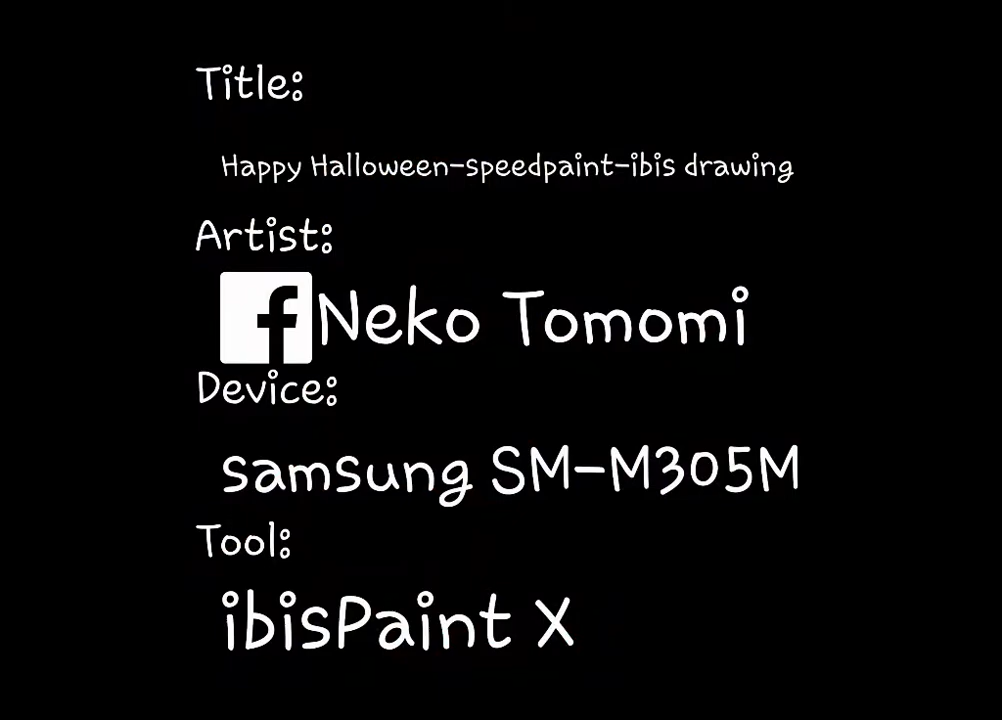 Title:
Happy Halloween-speedpaint-ibis drawing
Artist:
Neko Tomomi
Device:
samsung SM-M305M
Tool:
ibisPaint X